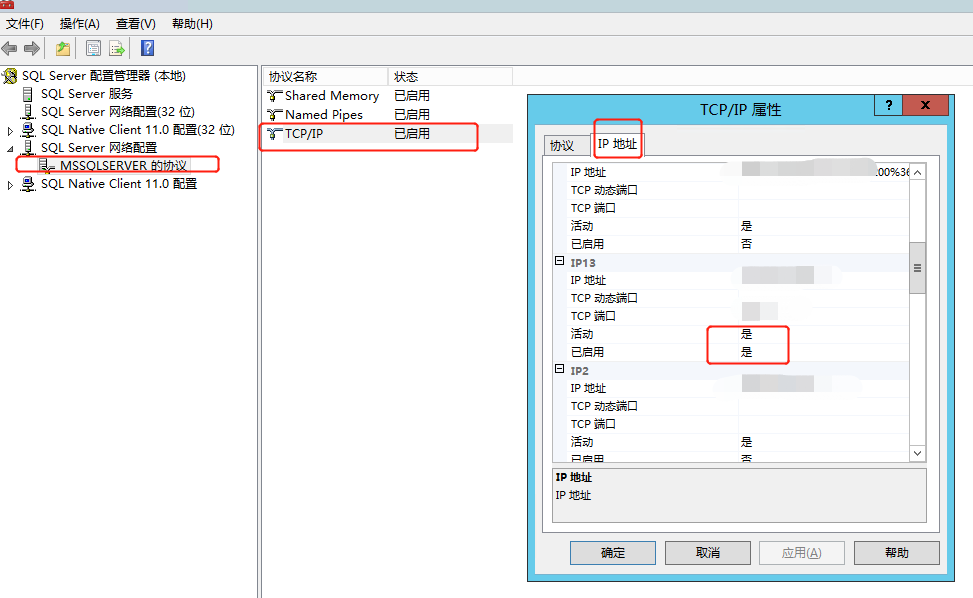 文件(F) 操作(A) 查看(V) 帮助(H)
SQL Server 配置管理器 (本地)
SQL Server 服务
SQL Server 网络配置(32 位)
SQL Native Client 11.0 配置(32 位)
SQL Server 网络配置
MSSQLSERVER 的协议
SQL Native Client 11.0 配置
协议名称 状态
Shared Memory 已启用
Named Pipes 已启用
TCP/IP 已启用
TCP/IP 属性
协议 IP 地址
IP 地址
TCP 动态端口
TCP 端口
活动 是
已启用 否
IP13
IP 地址
TCP 动态端口
TCP 端口
活动 是
已启用 是
IP2
IP 地址
TCP 动态端口
TCP 端口
活动 是
已启用 否
IP 地址
IP 地址
确定 取消 应用(A) 帮助